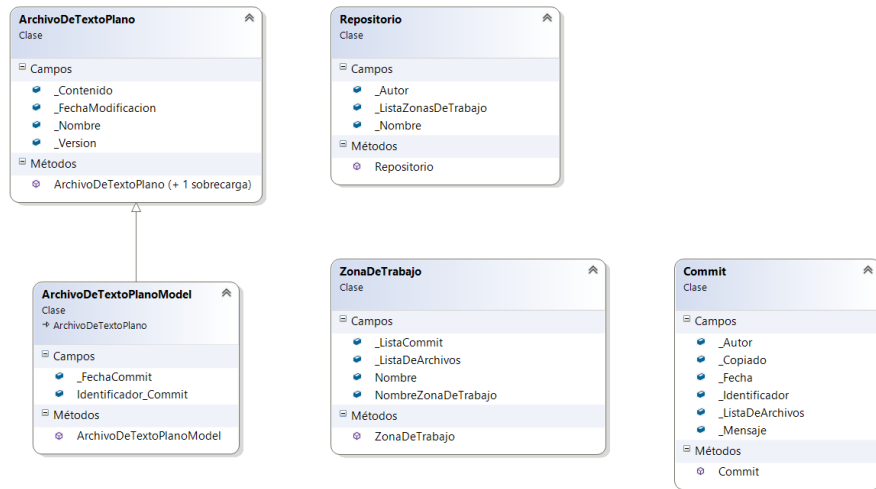 ArchivoDeTextoPlano
Clase
Campos
_Contenido
_FechaModificacion
_Nombre
_Version
Métodos
ArchivoDeTextoPlano (+ 1 sobrecarga)
Repositorio
Clase
Campos
_Autor
_ListaZonasDeTrabajo
_Nombre
Métodos
Repositorio
ArchivoDeTextoPlanoModel
Clase
ArchivoDeTextoPlano
Campos
_FechaCommit
Identificador_Commit
Métodos
ArchivoDeTextoPlanoModel
ZonaDeTrabajo
Clase
Campos
_ListaCommit
_ListaDeArchivos
Nombre
NombreZonaDeTrabajo
Métodos
ZonaDeTrabajo
Commit
Clase
Campos
_Autor
_Copiado
_Fecha
_Identificador
_ListaDeArchivos
_Mensaje
Métodos
Commit